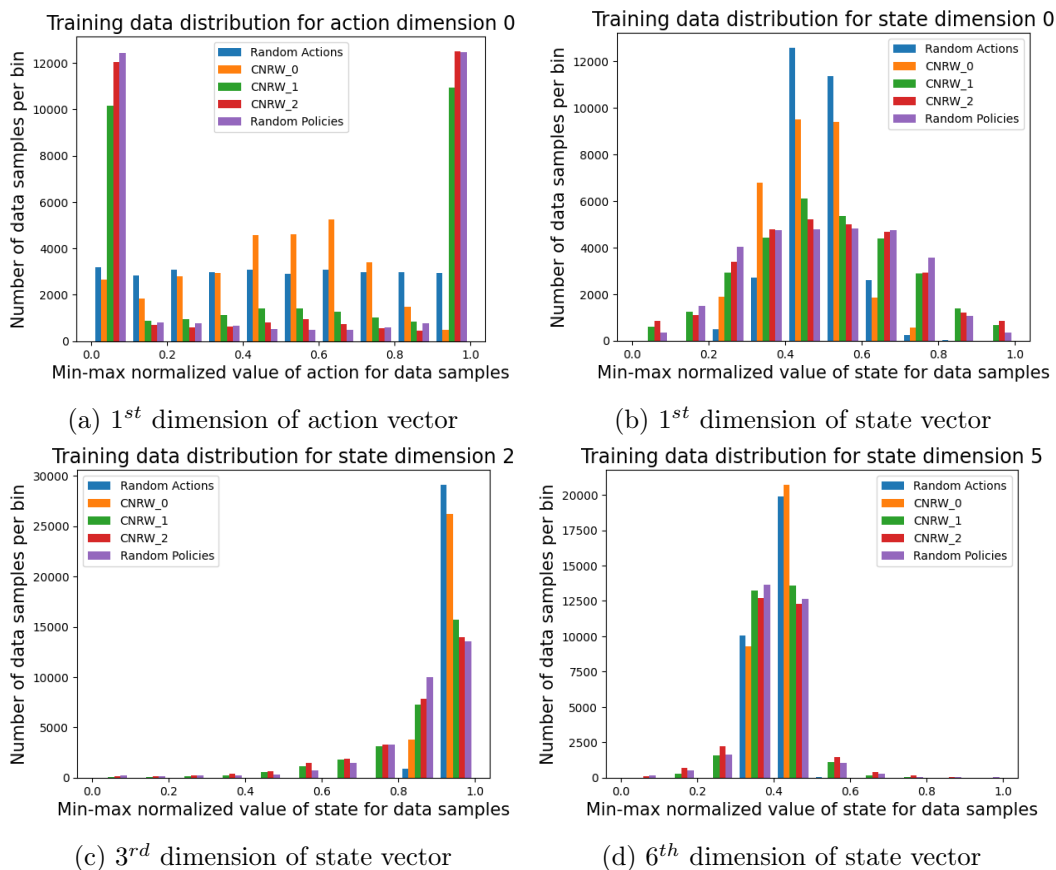 Training data distribution for action dimension 0
Number of data samples per bin
12000
10000
8000
6000
4000
2000
0
0.0 0.2 0.4 0.6 0.8 1.0
Random Actions
CNRW_0
CNRW_1
CNRW_2
Random Policies
Min-max normalized value of action for data samples
(a) 1st dimension of action vector
Training data distribution for state dimension 0
Number of data samples per bin
12000
10000
8000
6000
4000
2000
0
0.0 0.2 0.4 0.6 0.8 1.0
Random Actions
CNRW_0
CNRW_1
CNRW_2
Random Policies
Min-max normalized value of state for data samples
(b) 1st dimension of state vector
Training data distribution for state dimension 2
Number of data samples per bin
30000
25000
20000
15000
10000
5000
0
0.0 0.2 0.4 0.6 0.8 1.0
Random Actions
CNRW_0
CNRW_1
CNRW_2
Random Policies
Min-max normalized value of state for data samples
(c) 3rd dimension of state vector
Training data distribution for state dimension 5
Number of data samples per bin
20000
17500
15000
12500
10000
7500
5000
2500
0
0.0 0.2 0.4 0.6 0.8 1.0
Random Actions
CNRW_0
CNRW_1
CNRW_2
Random Policies
Min-max normalized value of state for data samples
(d) 6th dimension of state vector